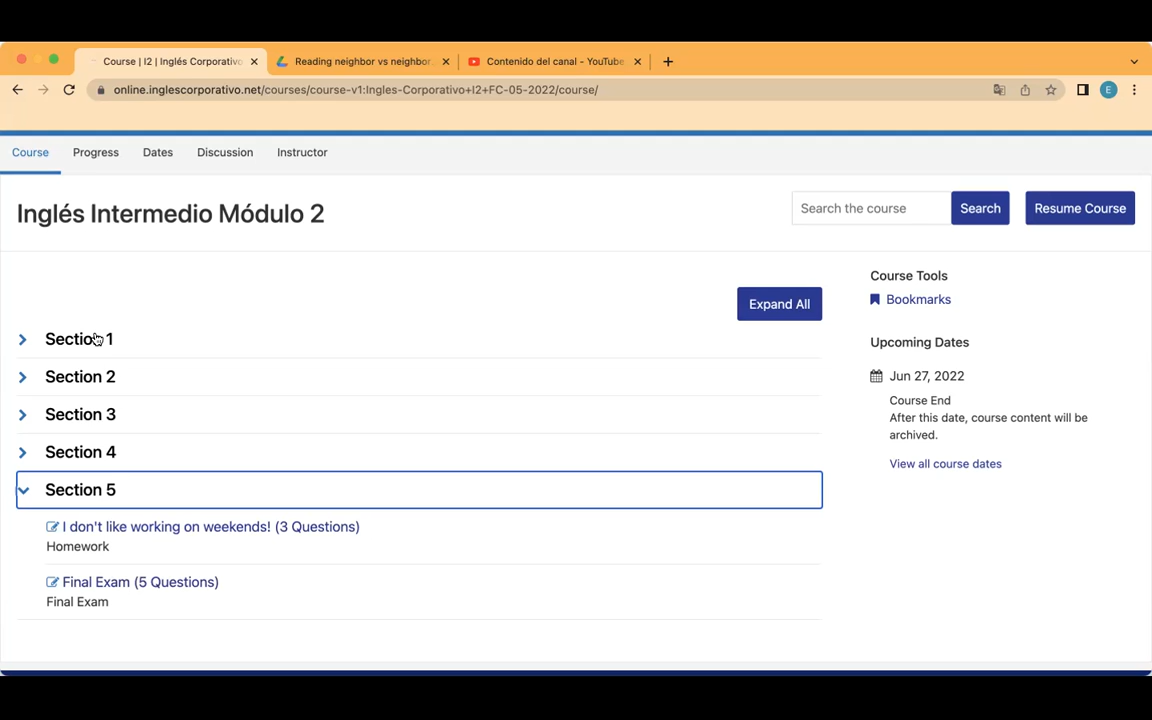 Course | I2 | Inglés Corporativo
Reading neighbor vs neighbor
Contenido del canal - YouTube
online.inglescorporativo.net/courses/course-v1:Ingles-Corporativo+I2+FC-05-2022/course/
E
Course
Progress
Dates
Discussion
Instructor
Inglés Intermedio Módulo 2
Search the course
Search
Resume Course
Expand All
Section 1
Section 2
Section 3
Section 4
Section 5
I don't like working on weekends! (3 Questions)
Homework
Final Exam (5 Questions)
Final Exam
Course Tools
Bookmarks
Upcoming Dates
Jun 27, 2022
Course End
After this date, course content will be
archived.
View all course dates